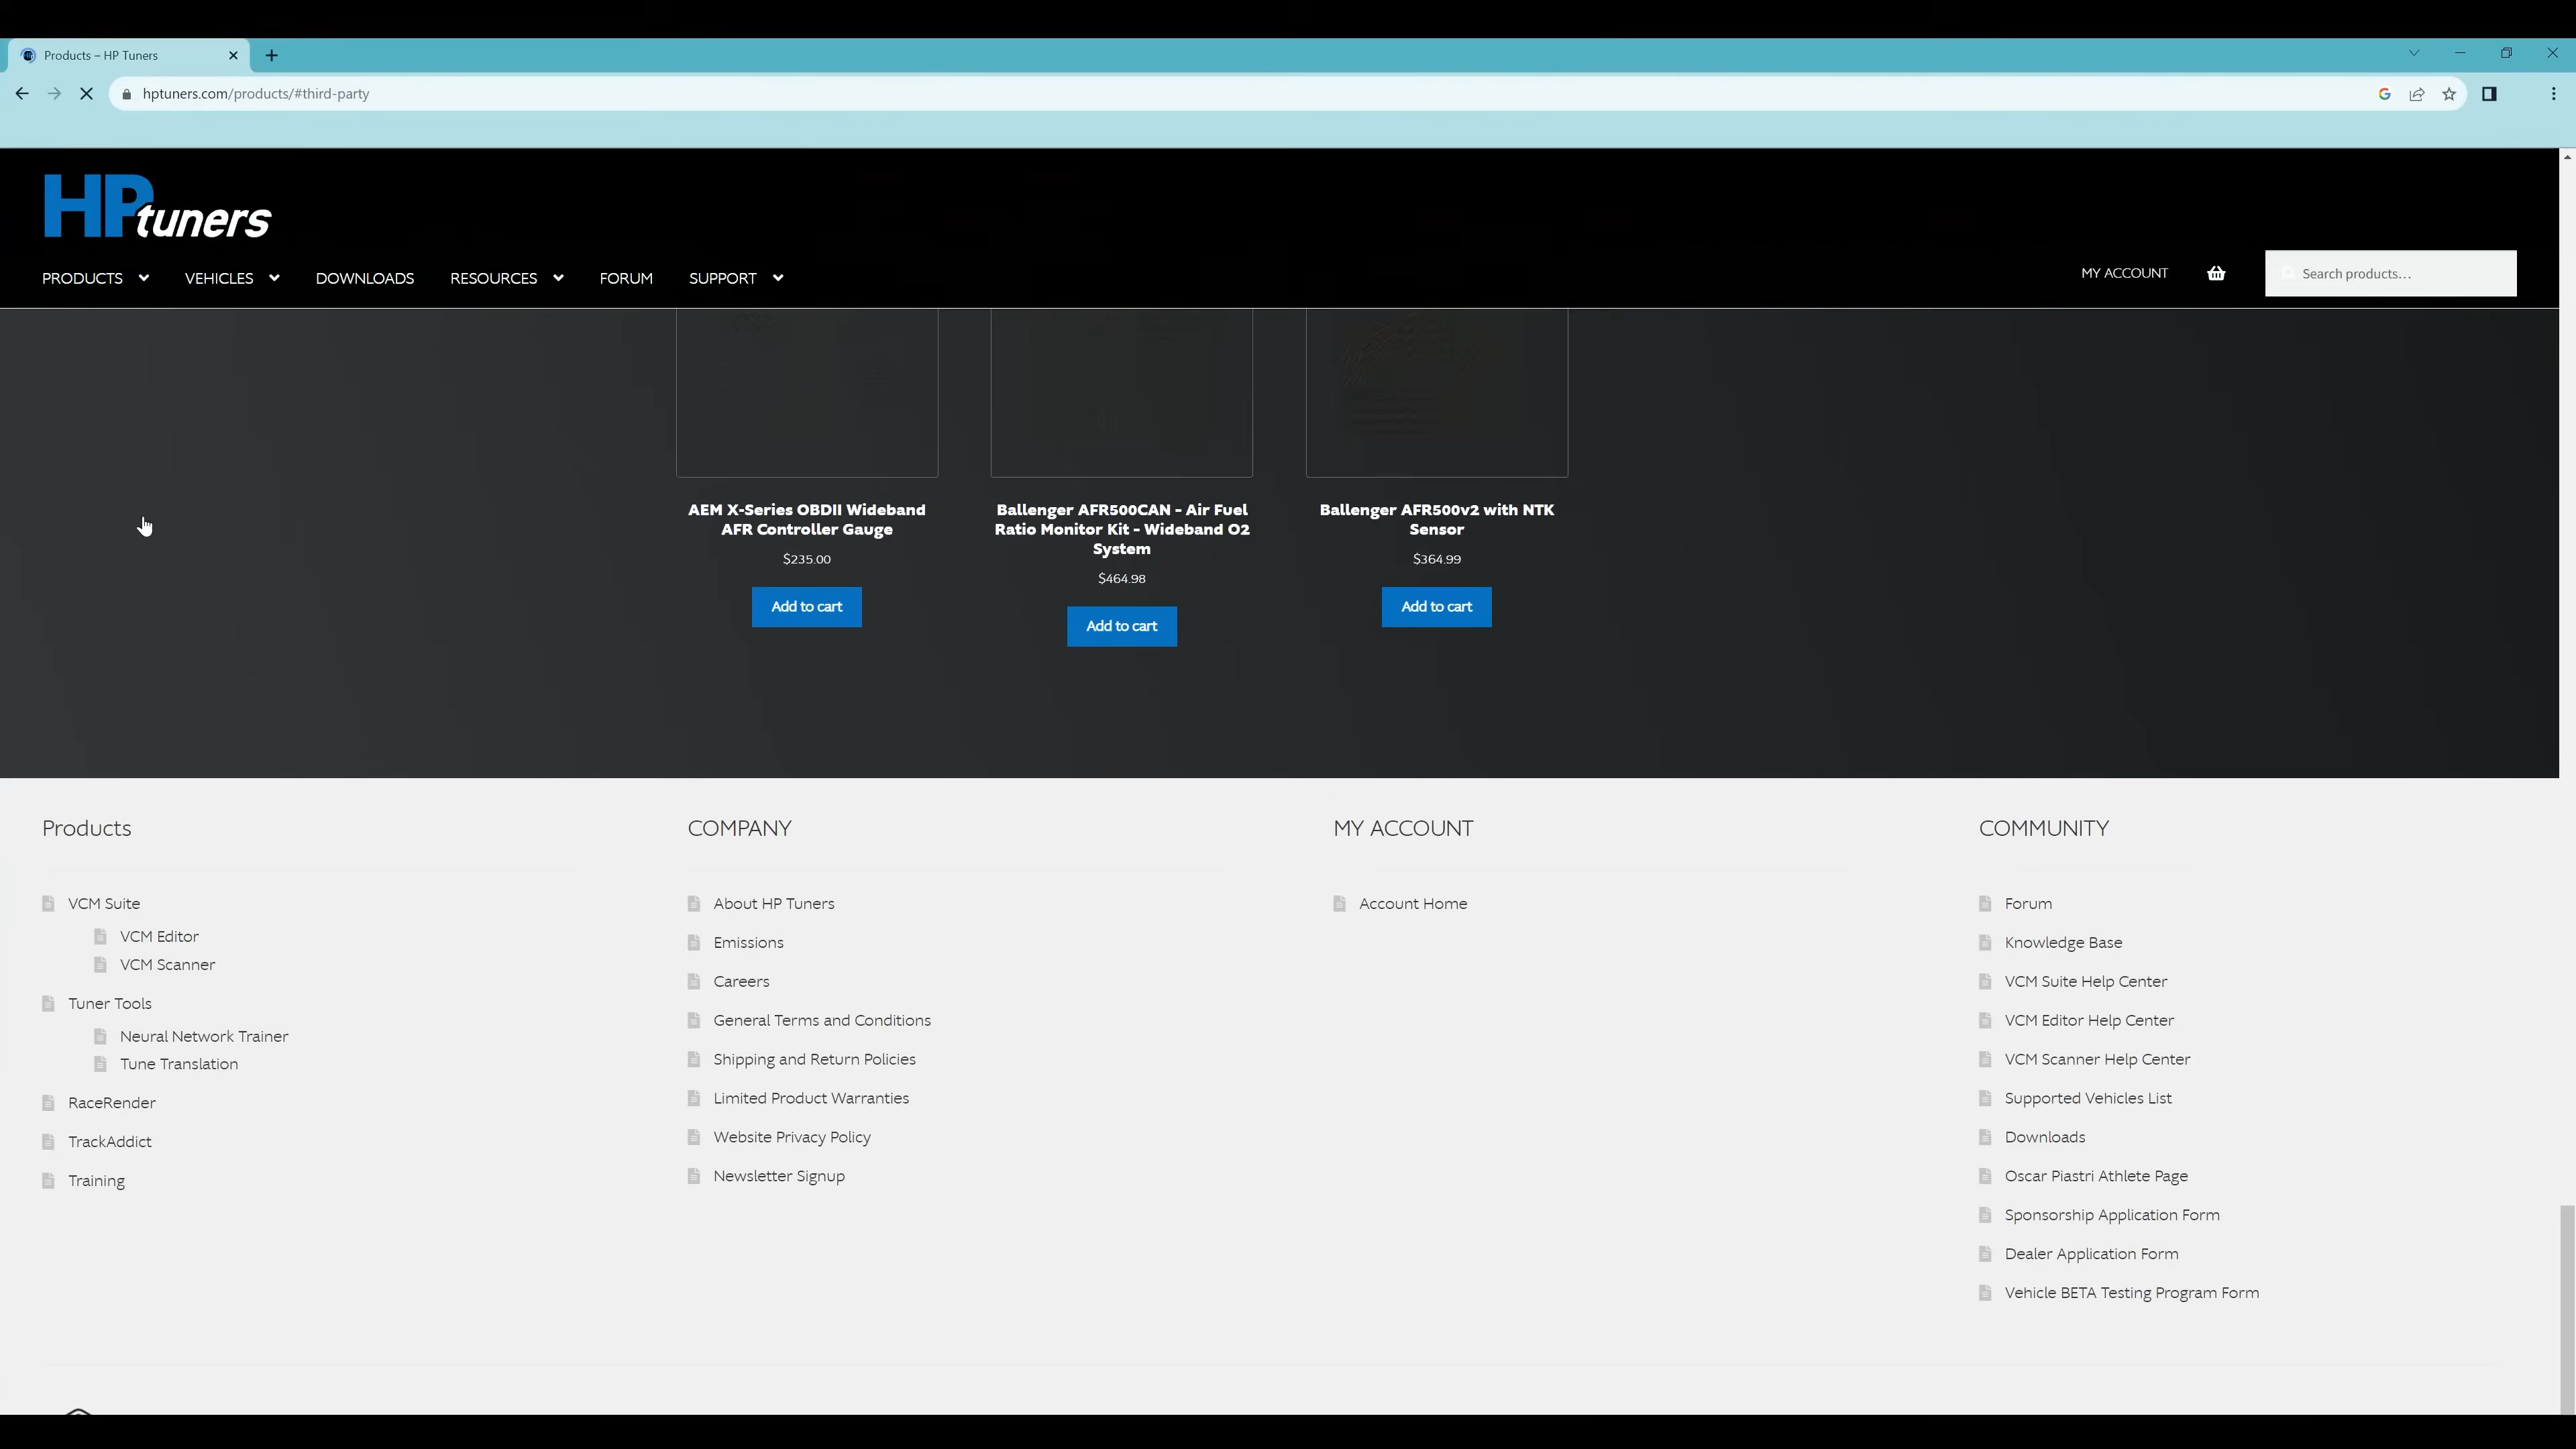 Products – HP Tuners
hptuners.com/products/#third-party
HP tuners
PRODUCTS VEHICLES DOWNLOADS RESOURCES FORUM SUPPORT
MY ACCOUNT
Search products...
AEM X-Series OBDII Wideband
AFR Controller Gauge
$235.00
Add to cart
Ballenger AFR500CAN - Air Fuel
Ratio Monitor Kit - Wideband O2
System
$464.98
Add to cart
Ballenger AFR500v2 with NTK
Sensor
$364.99
Add to cart
Products
VCM Suite
VCM Editor
VCM Scanner
Tuner Tools
Neural Network Trainer
Tune Translation
RaceRender
TrackAddict
Training
COMPANY
About HP Tuners
Emissions
Careers
General Terms and Conditions
Shipping and Return Policies
Limited Product Warranties
Website Privacy Policy
Newsletter Signup
MY ACCOUNT
Account Home
COMMUNITY
Forum
Knowledge Base
VCM Suite Help Center
VCM Editor Help Center
VCM Scanner Help Center
Supported Vehicles List
Downloads
Oscar Piastri Athlete Page
Sponsorship Application Form
Dealer Application Form
Vehicle BETA Testing Program Form